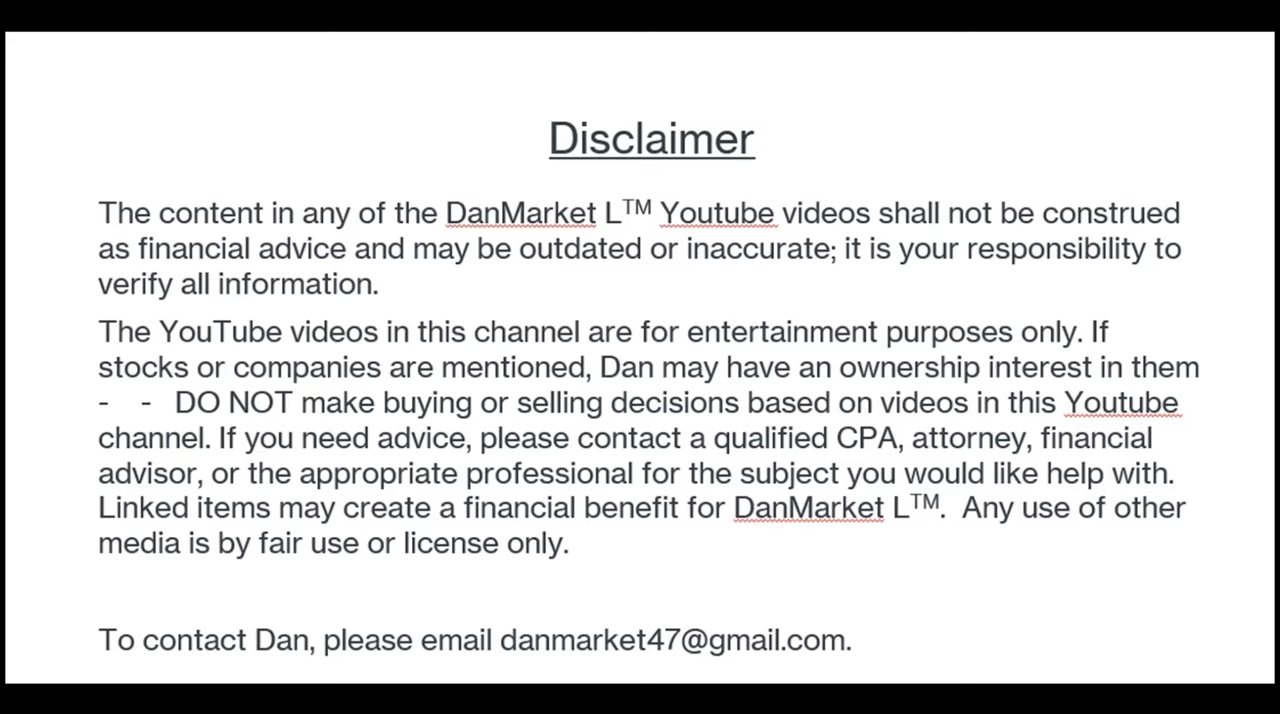 Disclaimer
The content in any of the DanMarket L™ Youtube videos shall not be construed
as financial advice and may be outdated or inaccurate; it is your responsibility to
verify all information.
The YouTube videos in this channel are for entertainment purposes only. If
stocks or companies are mentioned, Dan may have an ownership interest in them
- - DO NOT make buying or selling decisions based on videos in this Youtube
channel. If you need advice, please contact a qualified CPA, attorney, financial
advisor, or the appropriate professional for the subject you would like help with.
Linked items may create a financial benefit for DanMarket L™. Any use of other
media is by fair use or license only.
To contact Dan, please email danmarket47@gmail.com.